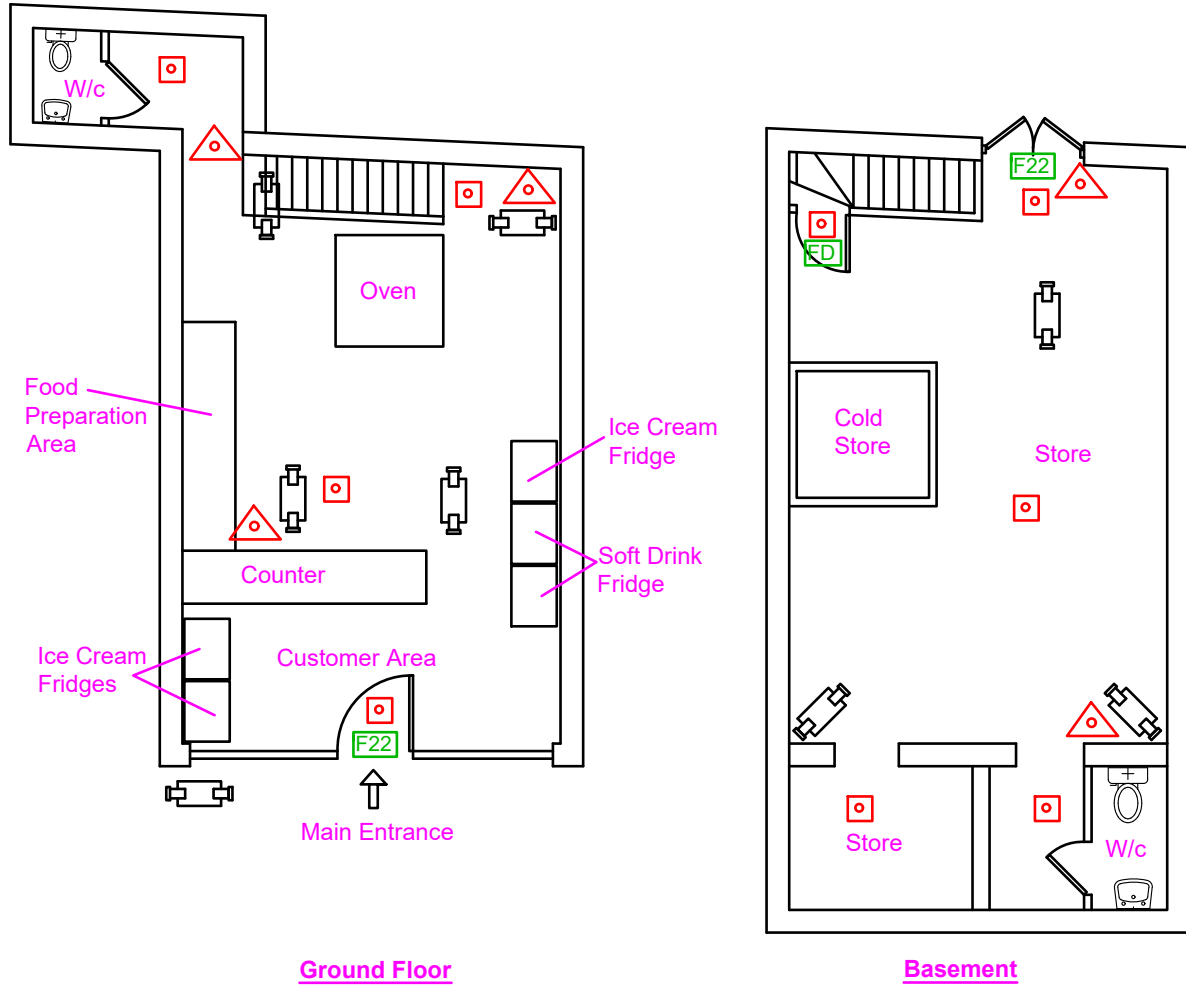 W/c
F22
FD
Oven
Food
Preparation
Area
Ice Cream
Fridge
Cold
Store
Store
Counter
Soft Drink
Fridge
Ice Cream
Fridges
Customer Area
F22
Main Entrance
Store
W/c
Ground Floor
Basement